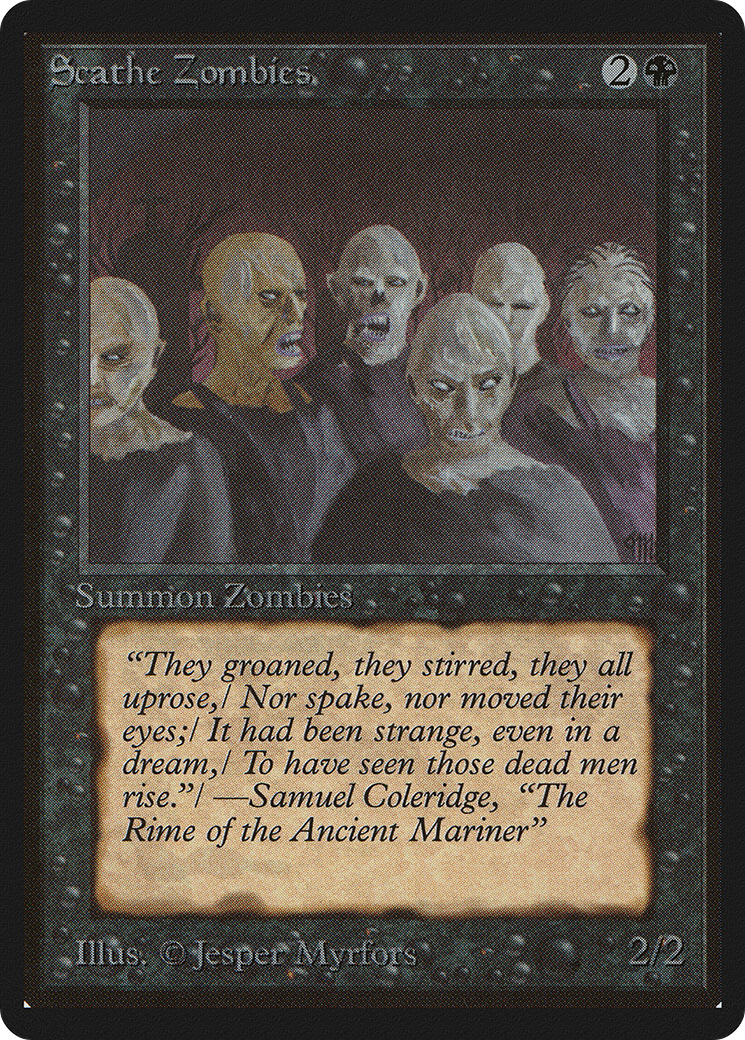 Scathe Zombies 2
Summon Zombies
“They groaned, they stirred, they all
uprose,/ Nor spake, nor moved their
eyes;/ It had been strange, even in a
dream,/ To have seen those dead men
rise.”/ —Samuel Coleridge, “The
Rime of the Ancient Mariner”
Illus. © Jesper Myrfors 2/2